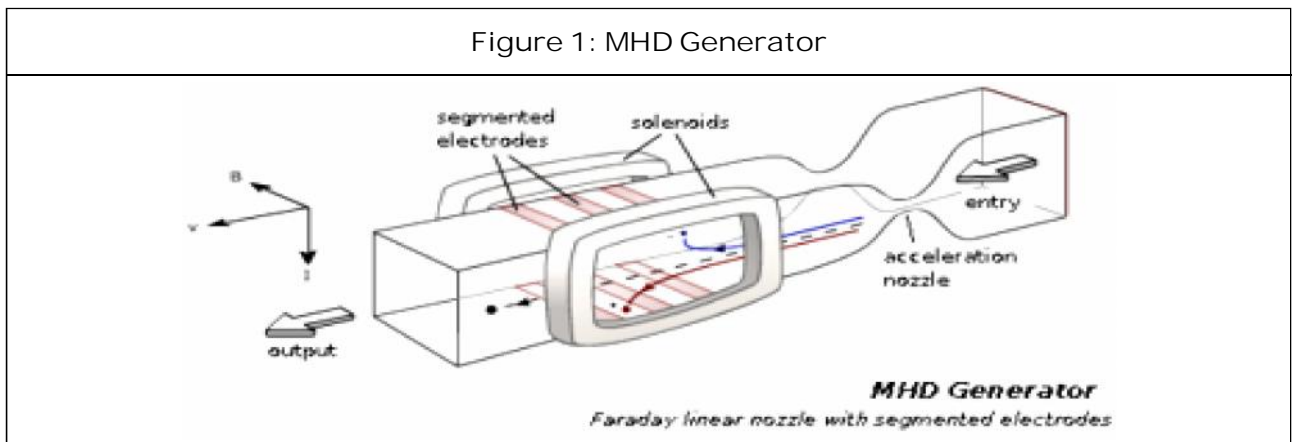 Figure 1: MHD Generator
segmented
electrodes
solenoids
B
v
I
entry
acceleration
nozzle
output
MHD Generator
Faraday linear nozzle with segmented electrodes